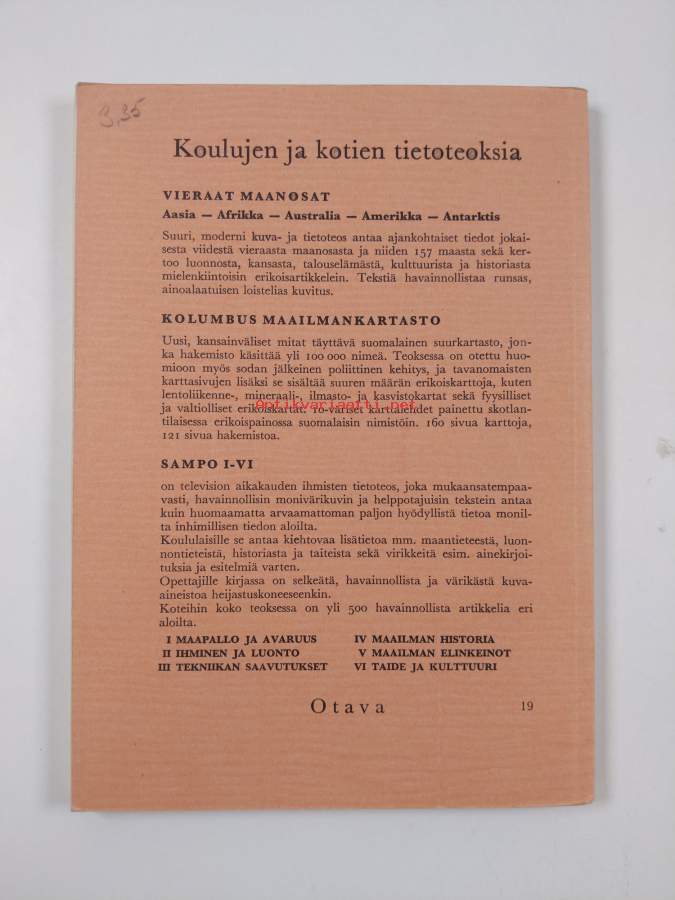 3,35
Koulujen ja kotien tietoteoksia
VIERAAT MAANOSAT
Aasia — Afrikka — Australia — Amerikka — Antarktis
Suuri, moderni kuva- ja tietoteos antaa ajankohtaiset tiedot jokai-
sesta viidestä vieraasta maanosasta ja niiden 157 maasta sekä ker-
too luonnosta, kansasta, talouselämästä, kulttuurista ja historiasta
mielenkiintoisin erikoisartikkelein. Tekstiä havainnollistaa runsas,
ainoalaatuisen loistelias kuvitus.
KOLUMBUS MAAILMANKARTASTO
Uusi, kansainväliset mitat täyttävä suomalainen suurkartasto, jon-
ka hakemisto käsittää yli 100 000 nimeä. Teoksessa on otettu huo-
mioon myös sodan jälkeinen poliittinen kehitys, ja tavanomaisten
karttasivujen lisäksi se sisältää suuren määrän erikoiskarttoja, kuten
lentoliikenne-, mineraali-, ilmasto- ja kasvistokartat sekä fyysilliset
ja valtiolliset erikoiskartat. 10-väriset karttalehdet painettu skotlan-
Antikvariaatti.net
tilaisessa erikoispainossa suomalaisin nimistöin. 160 sivua karttoja,
121 sivua hakemistoa.
SAMPO I-VI
on television aikakauden ihmisten tietoteos, joka mukaansatempaa-
vasti, havainnollisin monivärikuvin ja helppotajuisin tekstein antaa
kuin huomaamatta arvaamattoman paljon hyödyllistä tietoa monil-
ta inhimillisen tiedon aloilta.
Koululaisille se antaa kiehtovaa lisätietoa mm. maantieteestä, luon-
nontieteistä, historiasta ja taiteista sekä virikkeitä esim. ainekirjoi-
tuksia ja esitelmiä varten.
Opettajille kirjassa on selkeätä, havainnollista ja värikästä kuva-
aineistoa heijastuskoneeseenkin.
Koteihin koko teoksessa on yli 500 havainnollista artikkelia eri
aloilta.
I MAAPALLO JA AVARUUS
II IHMINEN JA LUONTO
III TEKNIIKAN SAAVUTUKSET
IV MAAILMAN HISTORIA
V MAAILMAN ELINKEINOT
VI TAIDE JA KULTTUURI
Otava
19